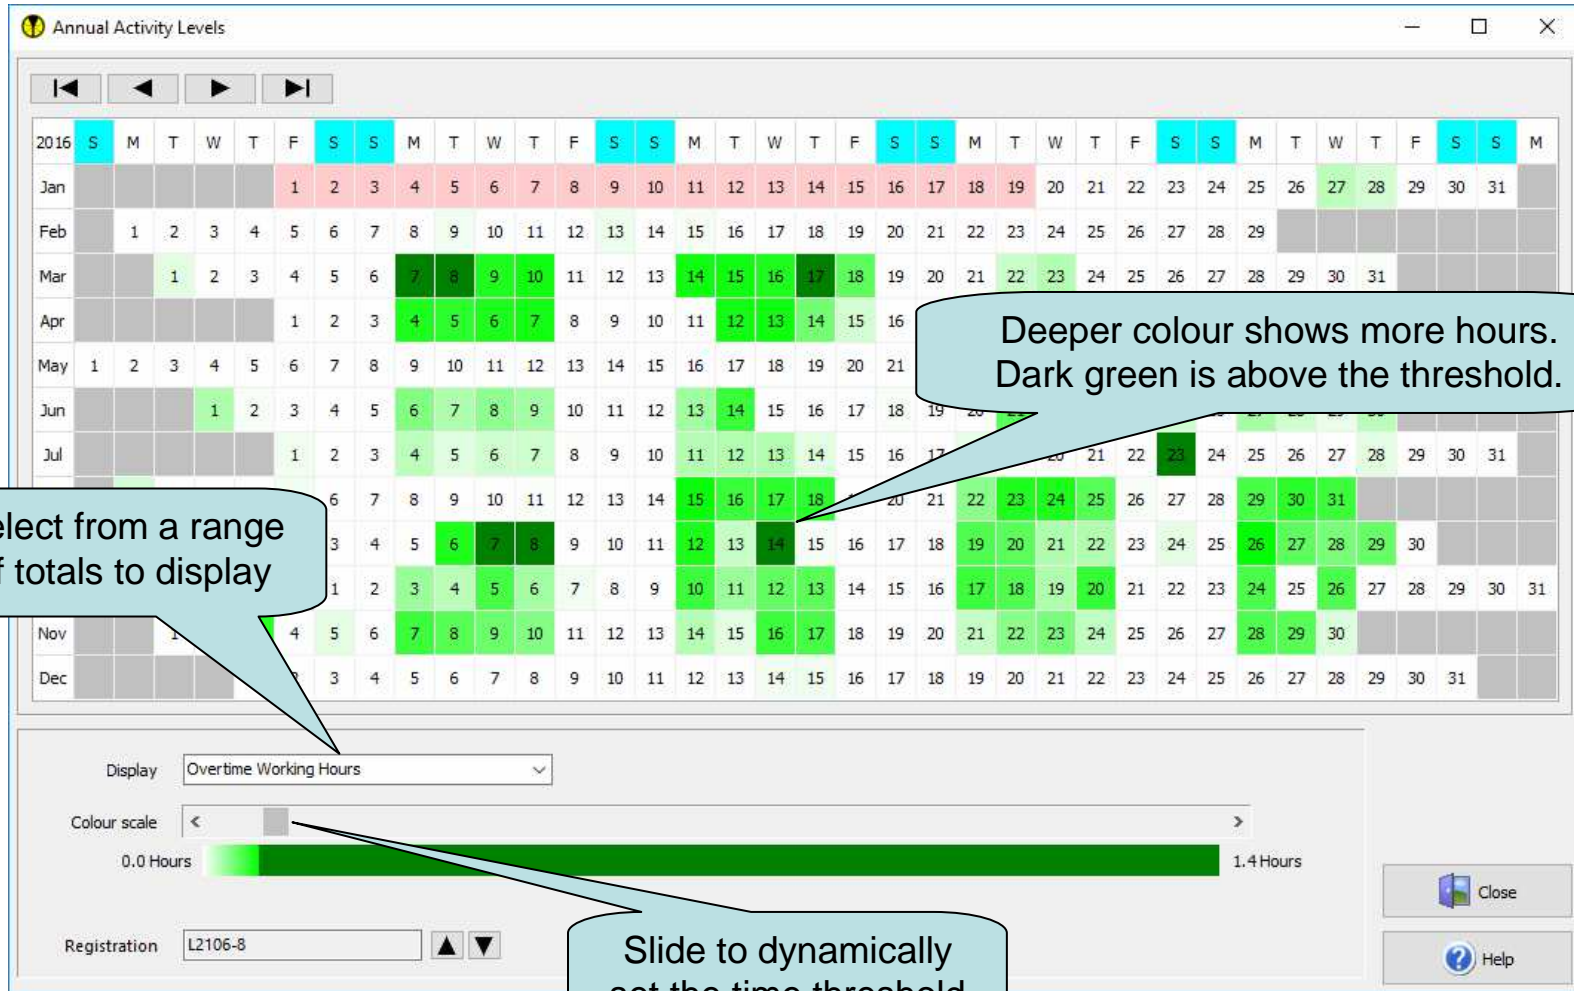 Annual Activity Levels
2016 S M T W T F S S M T W T F S S M T W T F S S M T W T F S S M T W T F S S M
Jan 1 2 3 4 5 6 7 8 9 10 11 12 13 14 15 16 17 18 19 20 21 22 23 24 25 26 27 28 29 30 31
Feb 1 2 3 4 5 6 7 8 9 10 11 12 13 14 15 16 17 18 19 20 21 22 23 24 25 26 27 28 29
Mar 1 2 3 4 5 6 7 8 9 10 11 12 13 14 15 16 17 18 19 20 21 22 23 24 25 26 27 28 29 30 31
Apr 1 2 3 4 5 6 7 8 9 10 11 12 13 14 15 16
Deeper colour shows more hours.
Dark green is above the threshold.
May 1 2 3 4 5 6 7 8 9 10 11 12 13 14 15 16 17 18 19 20 21
Jun 1 2 3 4 5 6 7 8 9 10 11 12 13 14 15 16 17 18 19
Jul 1 2 3 4 5 6 7 8 9 10 11 12 13 14 15 16 17 20 21 22 23 24 25 26 27 28 29 30 31
6 7 8 9 10 11 12 13 14 15 16 17 18 20 21 22 23 24 25 26 27 28 29 30 31
select from a range
of totals to display
3 4 5 6 7 8 9 10 11 12 13 14 15 16 17 18 19 20 21 22 23 24 25 26 27 28 29 30
1 2 3 4 5 6 7 8 9 10 11 12 13 14 15 16 17 18 19 20 21 22 23 24 25 26 27 28 29 30 31
Nov 1 4 5 6 7 8 9 10 11 12 13 14 15 16 17 18 19 20 21 22 23 24 25 26 27 28 29 30
Dec 3 4 5 6 7 8 9 10 11 12 13 14 15 16 17 18 19 20 21 22 23 24 25 26 27 28 29 30 31
Display Overtime Working Hours
Colour scale
0.0 Hours 1.4 Hours
Close
Registration L2106-8
Slide to dynamically
set the time threshold
Help